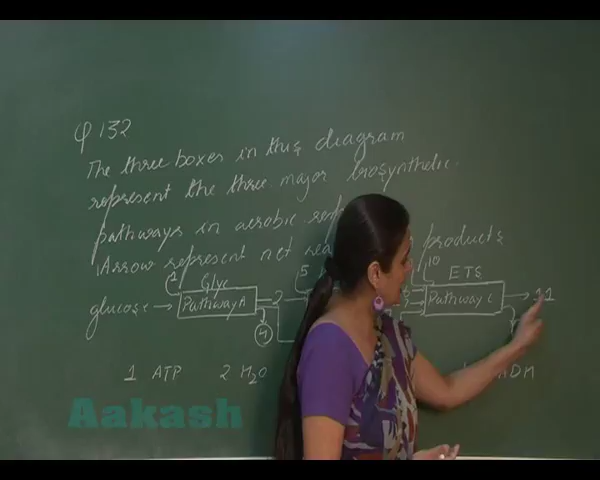 φ 132
The three boxes in this diagram
represent the three major biosynthetic
pathways in aerobic
Arrow represent net products
5 10
Glyc ETS
glucose Pathway A 2 Pathway C 11
4
1 ATP 2 H2O
Aakash